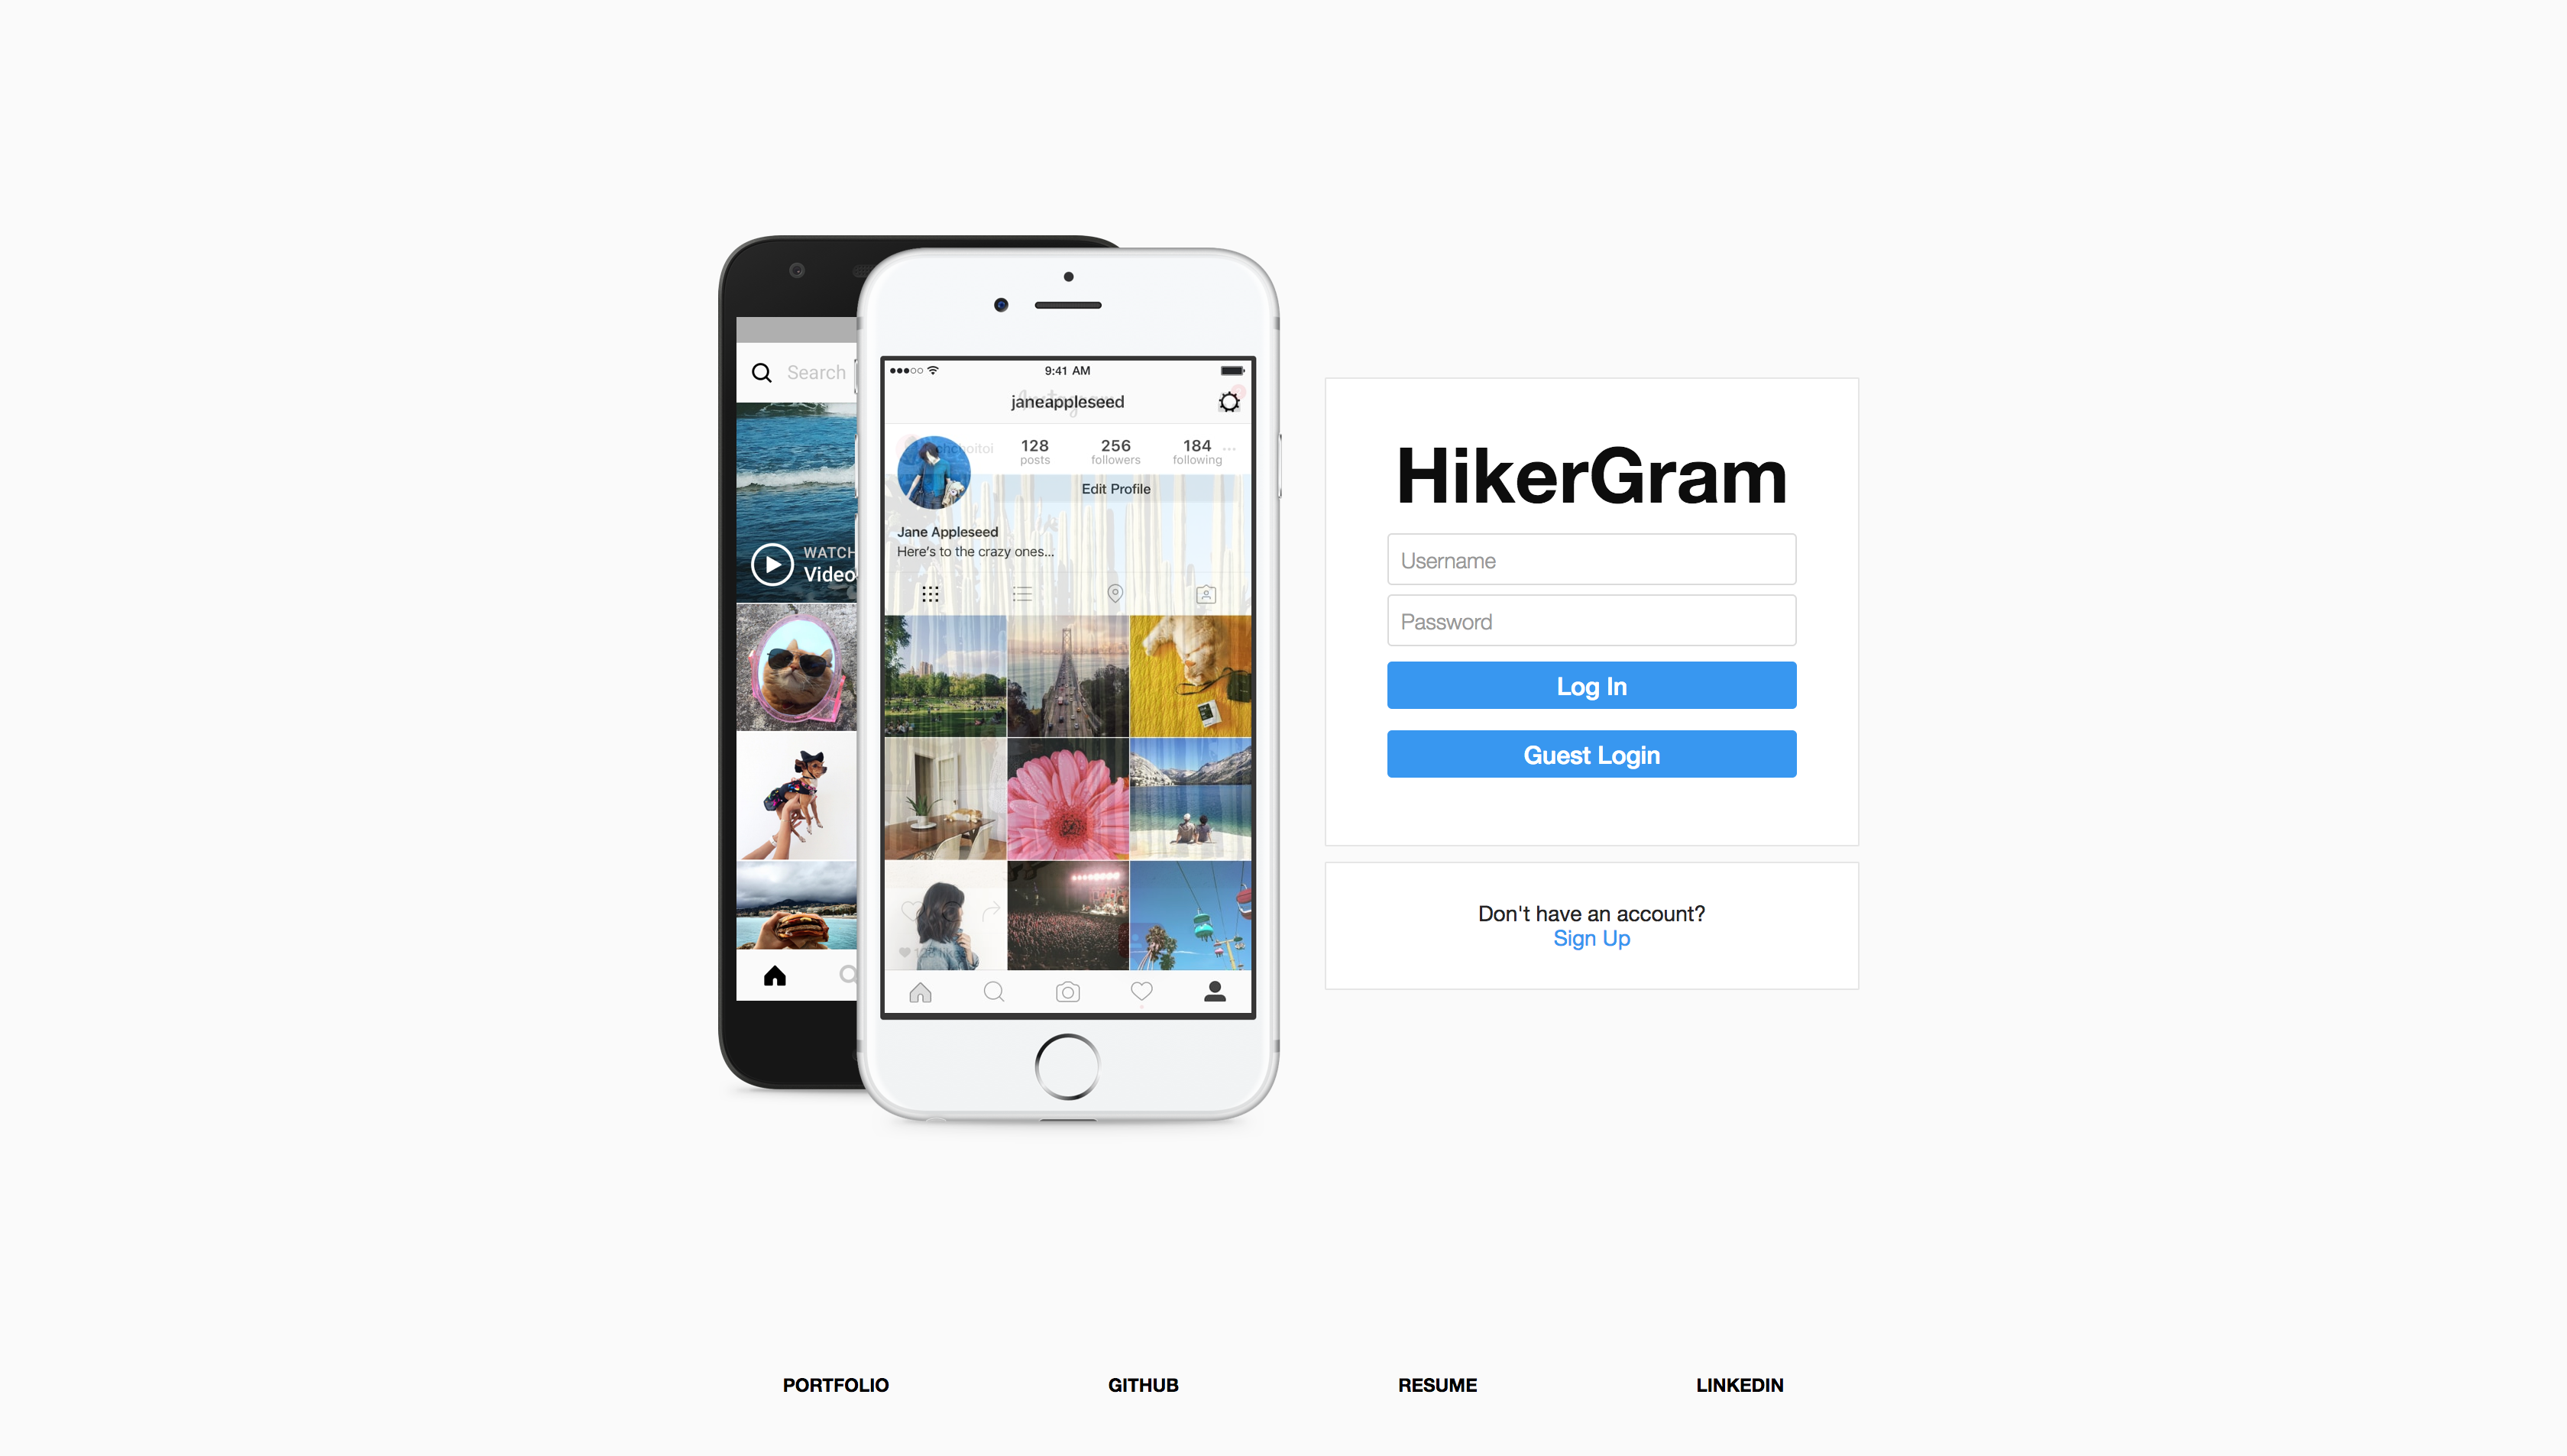 Search
WATCH
Video
9:41 AM
janeappleseed
128
256
184
posts
followers
following
Edit Profile
Jane Appleseed
Here's to the crazy ones...
HikerGram
Username
Password
Log In
Guest Login
Don't have an account?
Sign Up
PORTFOLIO
GITHUB
RESUME
LINKEDIN